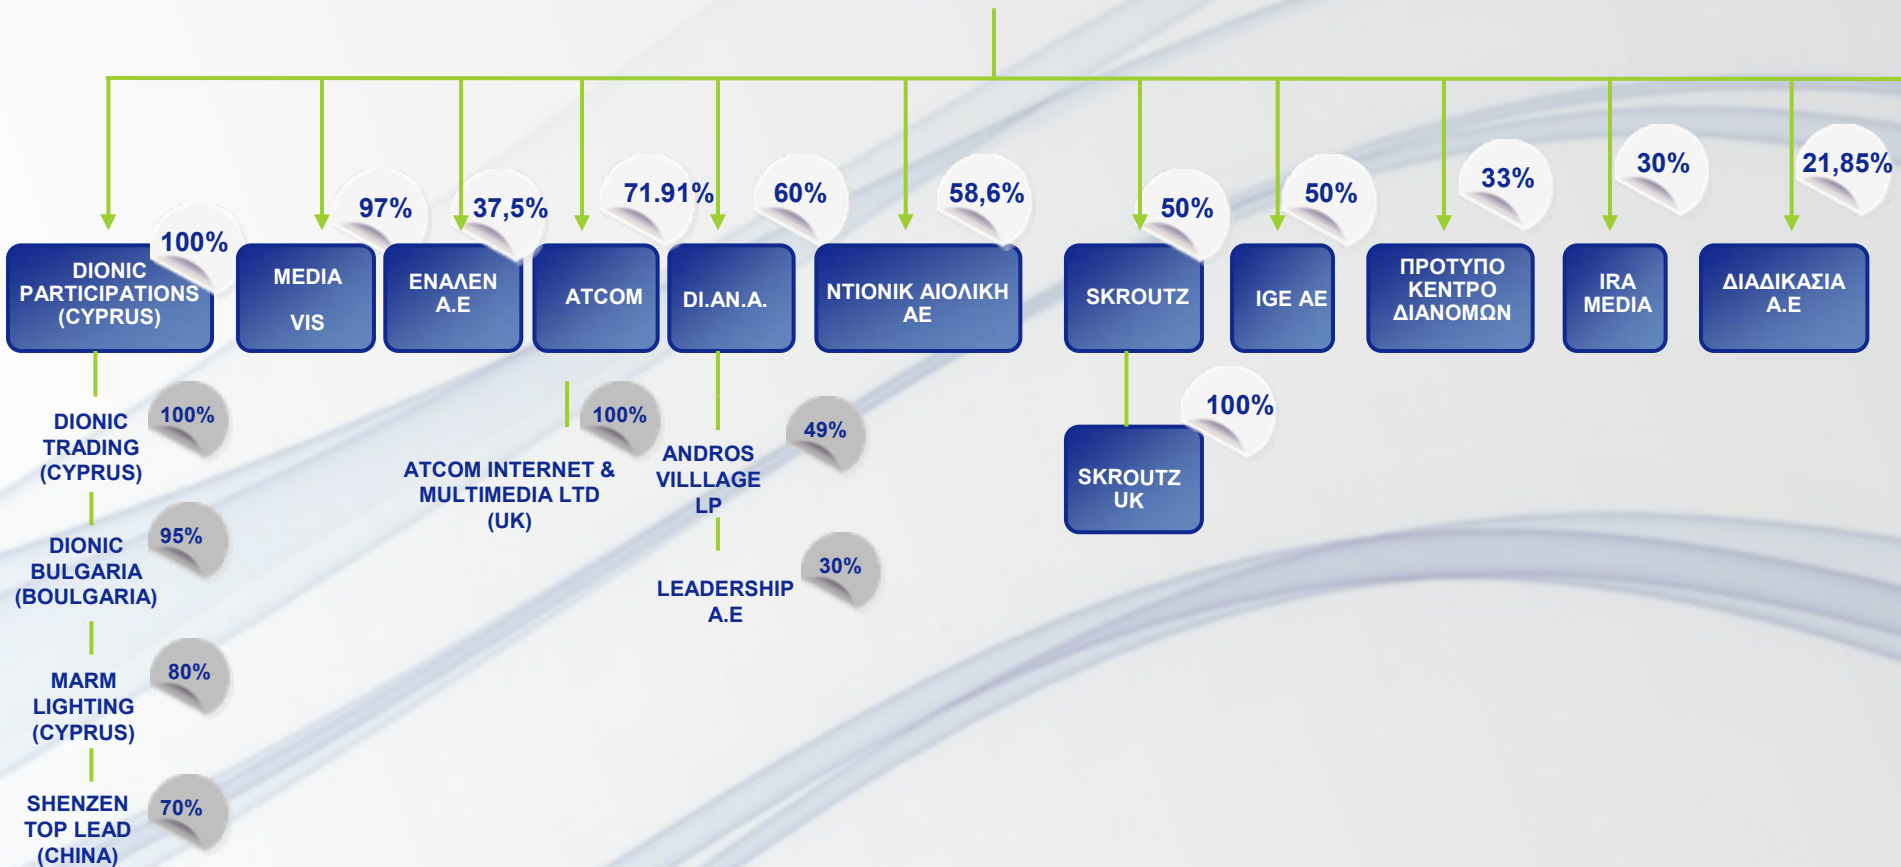 100%
DIONIC
PARTICIPATIONS
(CYPRUS)
97%
MEDIA
VIS
37,5%
ΕΝΑΛΕΝ
Α.Ε
71.91%
ATCOM
60%
DI.AN.A.
58,6%
ΝΤΙΟΝΙΚ ΑΙΟΛΙΚΗ
ΑΕ
50%
SKROUTZ
50%
IGE AE
33%
ΠΡΟΤΥΠΟ
ΚΕΝΤΡΟ
ΔΙΑΝΟΜΩΝ
30%
IRA
MEDIA
21,85%
ΔΙΑΔΙΚΑΣΙΑ
Α.Ε
100%
DIONIC
TRADING
(CYPRUS)
95%
DIONIC
BULGARIA
(BOULGARIA)
80%
MARM
LIGHTING
(CYPRUS)
70%
SHENZEN
TOP LEAD
(CHINA)
100%
ATCOM INTERNET &
MULTIMEDIA LTD
(UK)
49%
ANDROS
VILLLAGE
LP
30%
LEADERSHIP
A.E
100%
SKROUTZ
UK